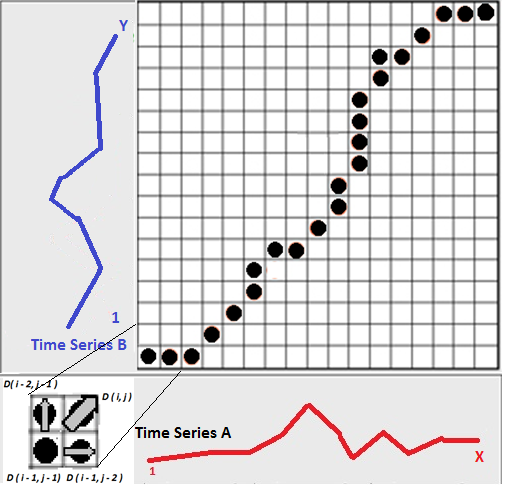 Y
1
Time Series B
D(i-2,j-1)
D(i,j)
D(i-1,j-1) D(i-1,j-2)
Time Series A
1
X